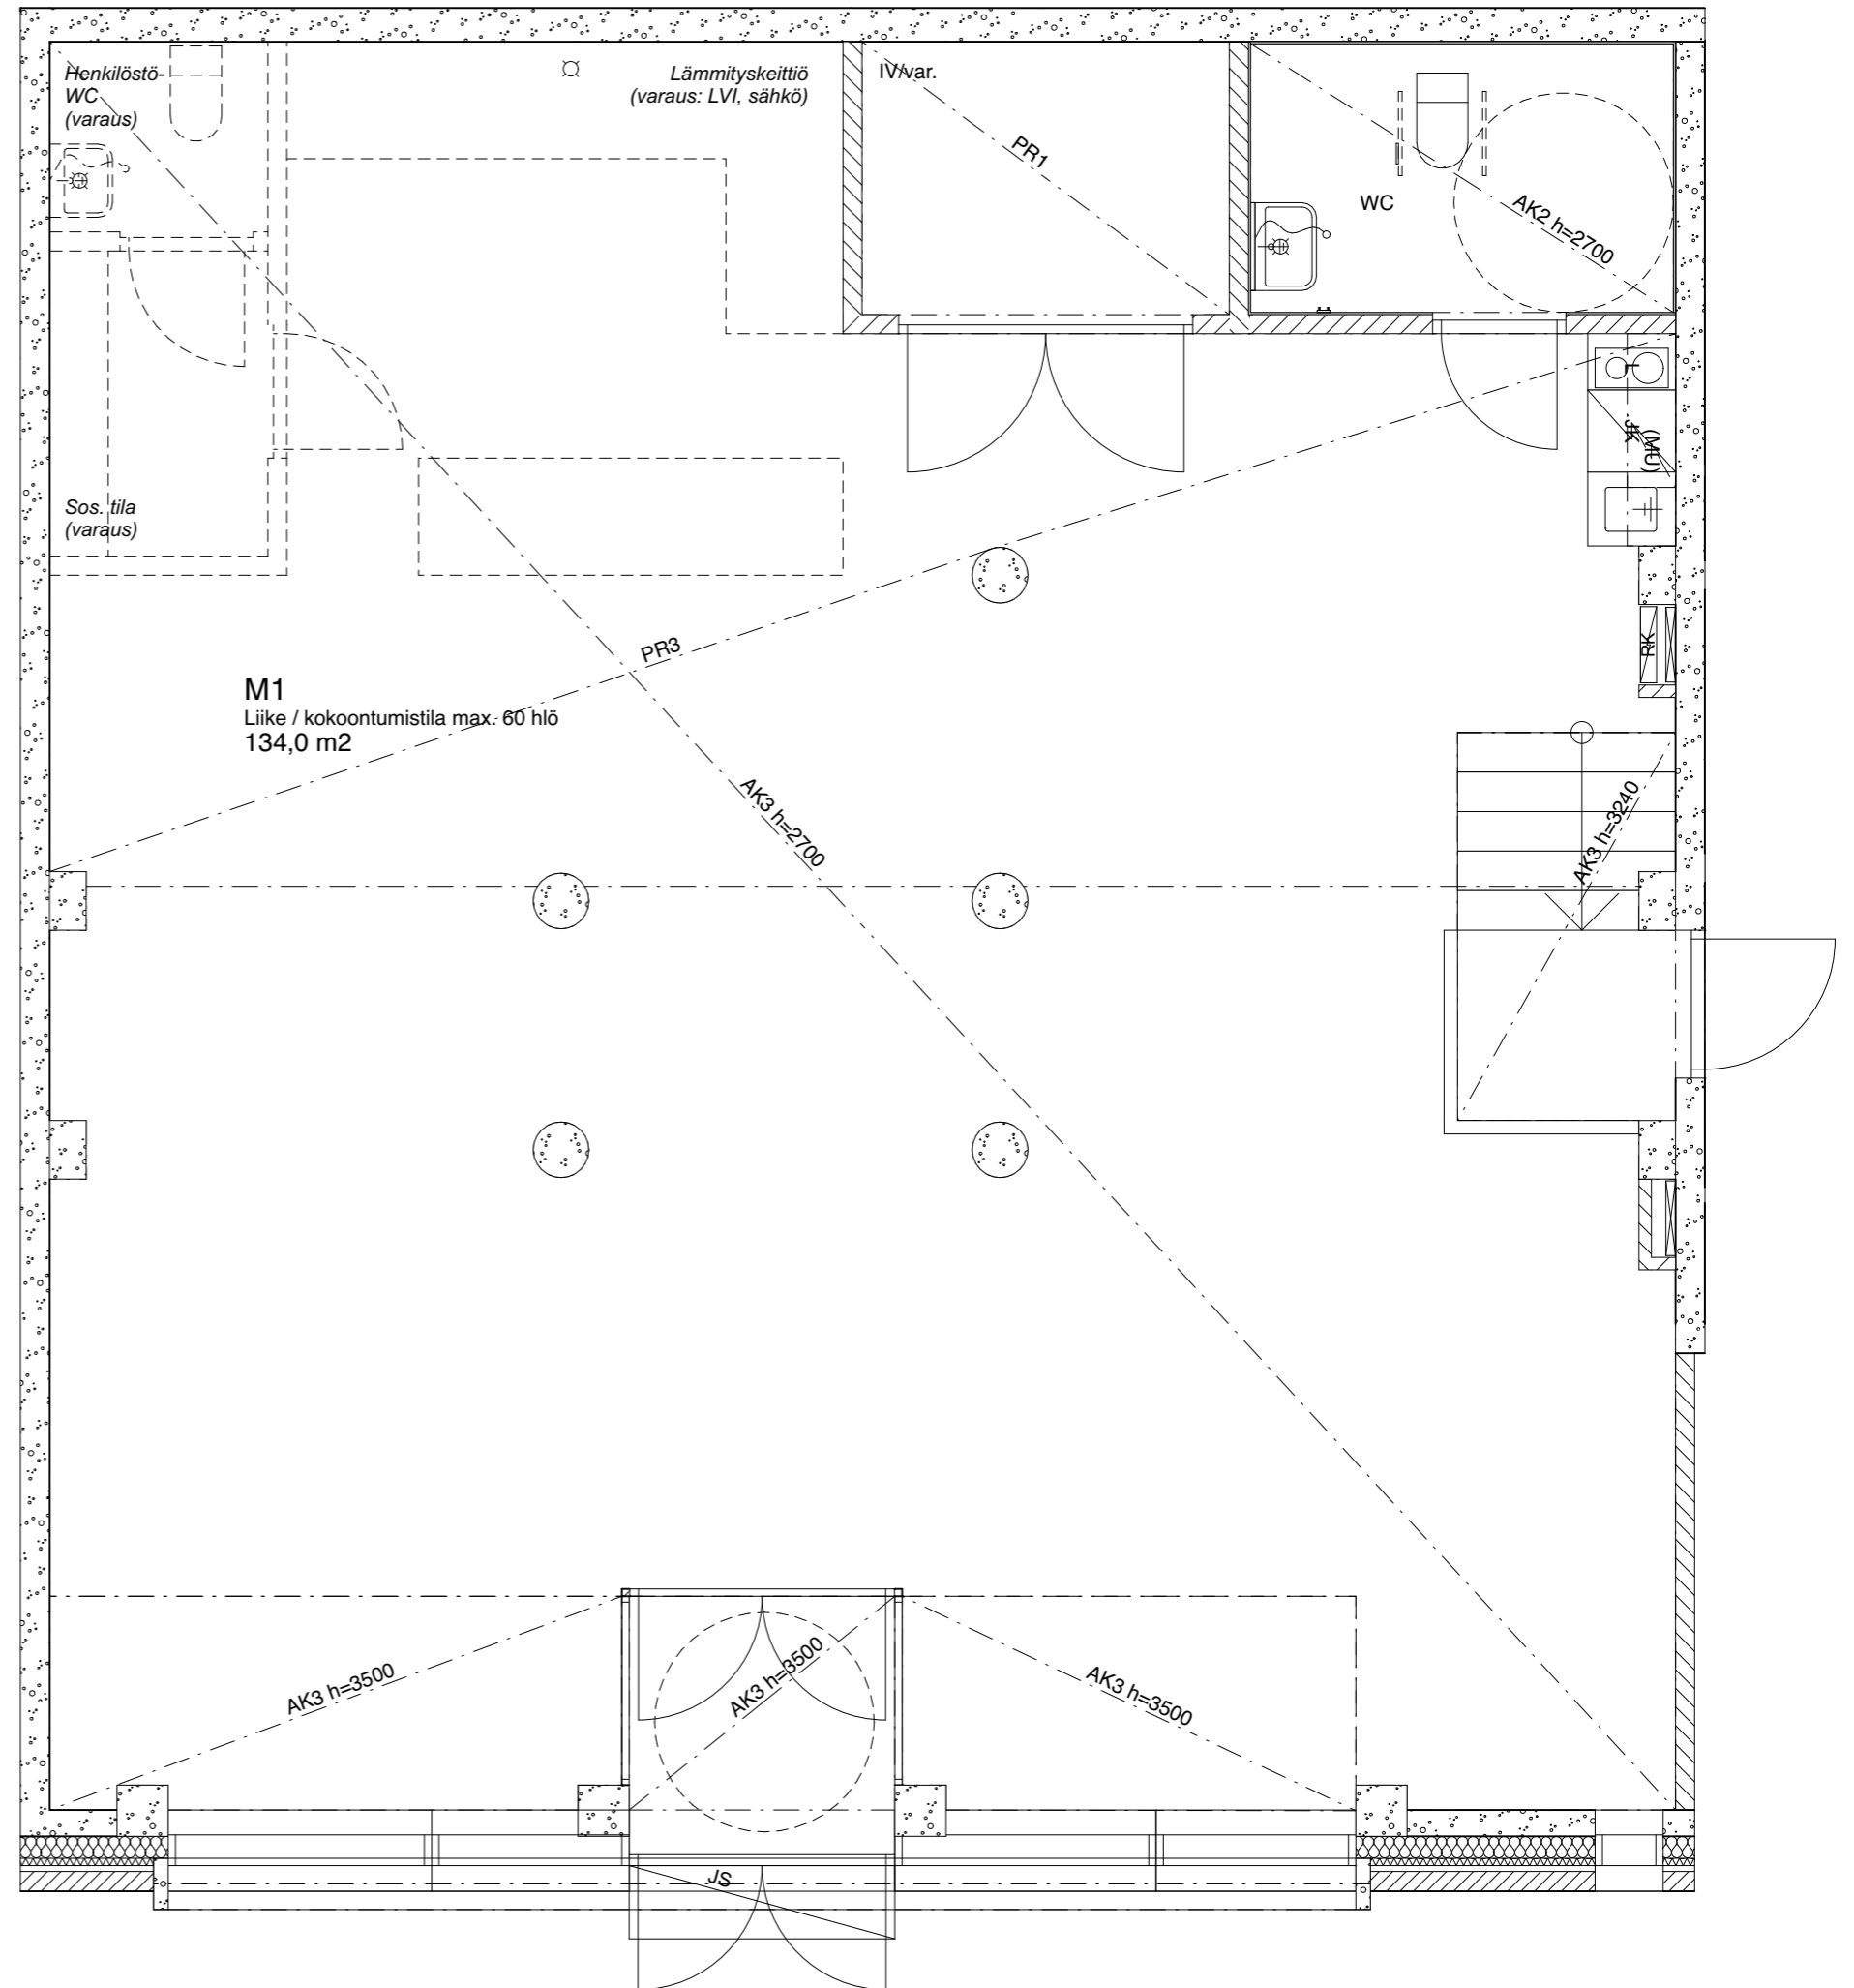 Henkilöstö-
WC
(varaus)
Lämmityskeittiö
(varaus: LVI, sähkö)
IV/var.
PR1
WC
AK2 h=2700
L
JK
(MU)
Sos. tila
(varaus)
RK
PR3
M1
Liike / kokoontumistila max. 60 hlö
134,0 m2
AK3 h=2700
AK3 h=3240
AK3 h=3500
AK3 h=3500
AK3 h=3500
JS